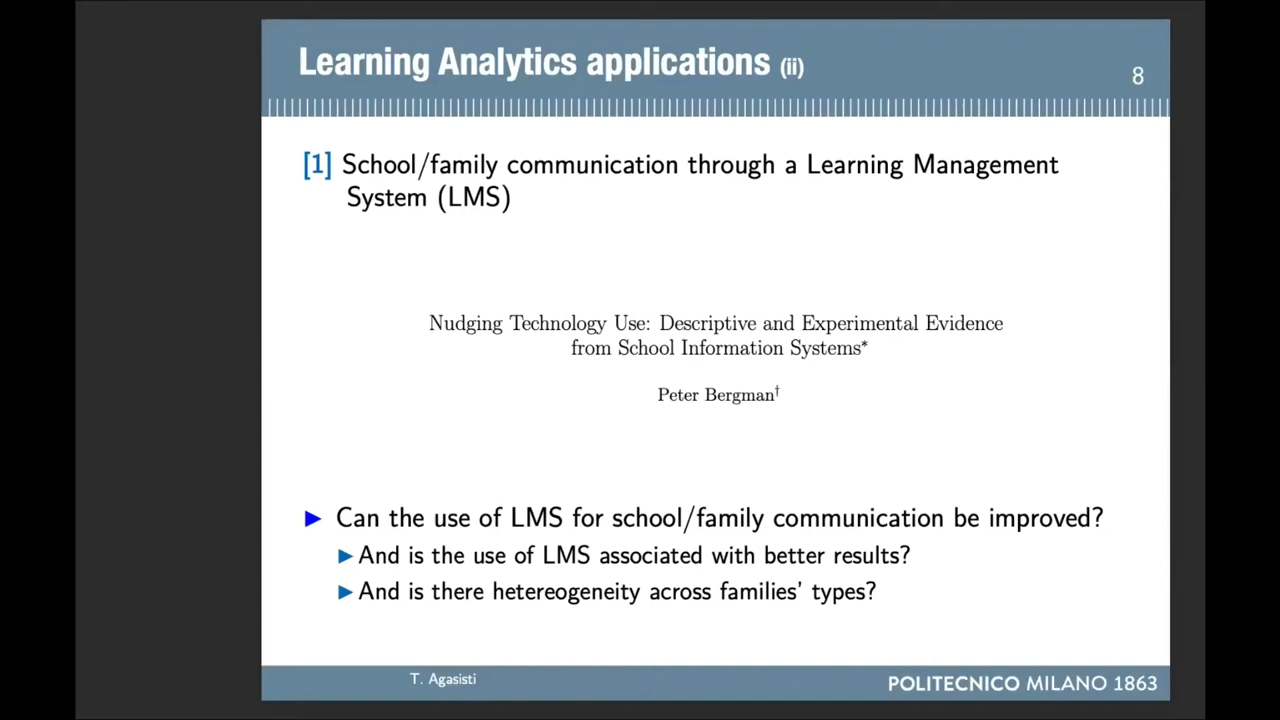 Learning Analytics applications (ii)
8
[1] School/family communication through a Learning Management
System (LMS)
Nudging Technology Use: Descriptive and Experimental Evidence
from School Information Systems*
Peter Bergman†
▶ Can the use of LMS for school/family communication be improved?
▶ And is the use of LMS associated with better results?
▶ And is there hetereogeneity across families' types?
T. Agasisti
POLITECNICO MILANO 1863